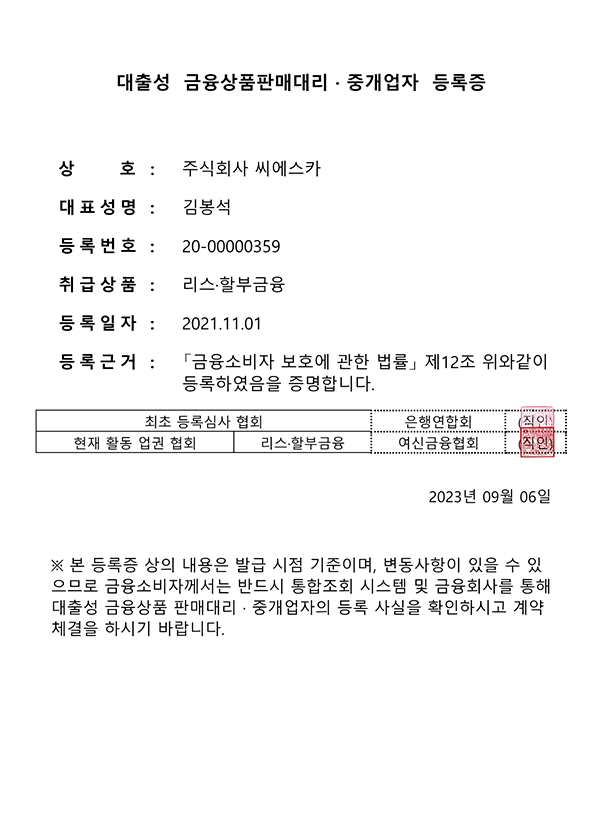 대출성 금융상품판매대리 · 중개업자 등록증
상 호 : 주식회사 씨에스카
대표성명 : 김봉석
등록번호 : 20-00000359
취급상품 : 리스·할부금융
등록일자 : 2021.11.01
등록근거 : 「금융소비자 보호에 관한 법률」 제12조 위와같이
등록하였음을 증명합니다.
최초 등록심사 협회 은행연합회 (직인)
현재 활동 업권 협회 리스·할부금융 여신금융협회 (직인)
2023년 09월 06일
※ 본 등록증 상의 내용은 발급 시점 기준이며, 변동사항이 있을 수 있
으므로 금융소비자께서는 반드시 통합조회 시스템 및 금융회사를 통해
대출성 금융상품 판매대리 · 중개업자의 등록 사실을 확인하시고 계약
체결을 하시기 바랍니다.